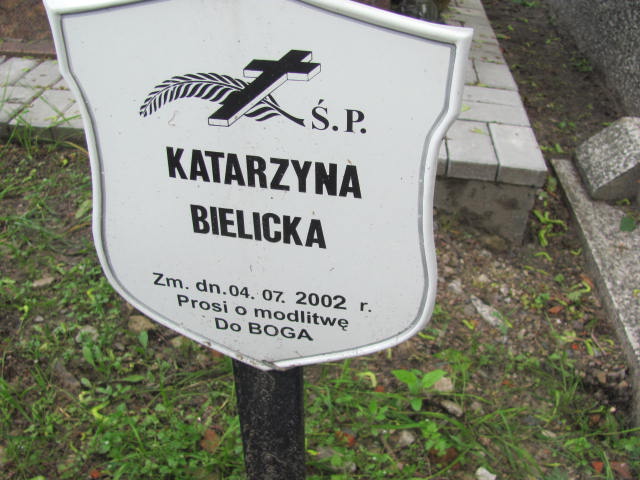 Ś.P.
KATARZYNA
BIELICKA
Zm. dn. 04. 07. 2002 r.
Prosi o modlitwę
Do BOGA